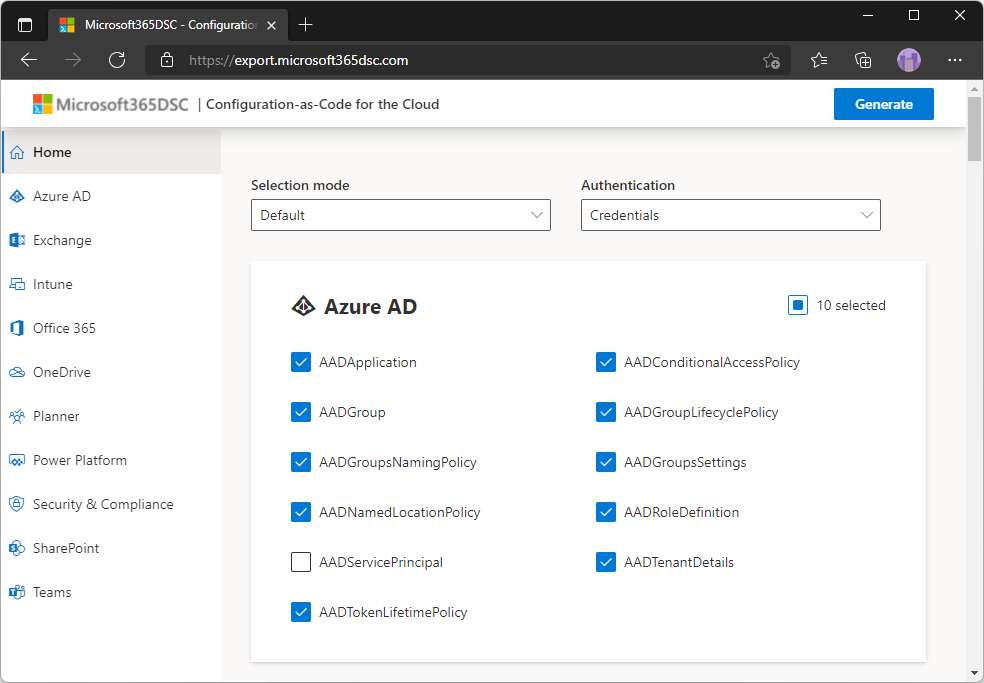 Microsoft365DSC - Configuration
https://export.microsoft365dsc.com
Microsoft365DSC | Configuration-as-Code for the Cloud
Generate
Home
Azure AD
Exchange
Intune
Office 365
OneDrive
Planner
Power Platform
Security & Compliance
SharePoint
Teams
Selection mode
Default
Authentication
Credentials
Azure AD
10 selected
AADApplication
AADConditionalAccessPolicy
AADGroup
AADGroupLifecyclePolicy
AADGroupsNamingPolicy
AADGroupsSettings
AADNamedLocationPolicy
AADRoleDefinition
AADServicePrincipal
AADTenantDetails
AADTokenLifetimePolicy